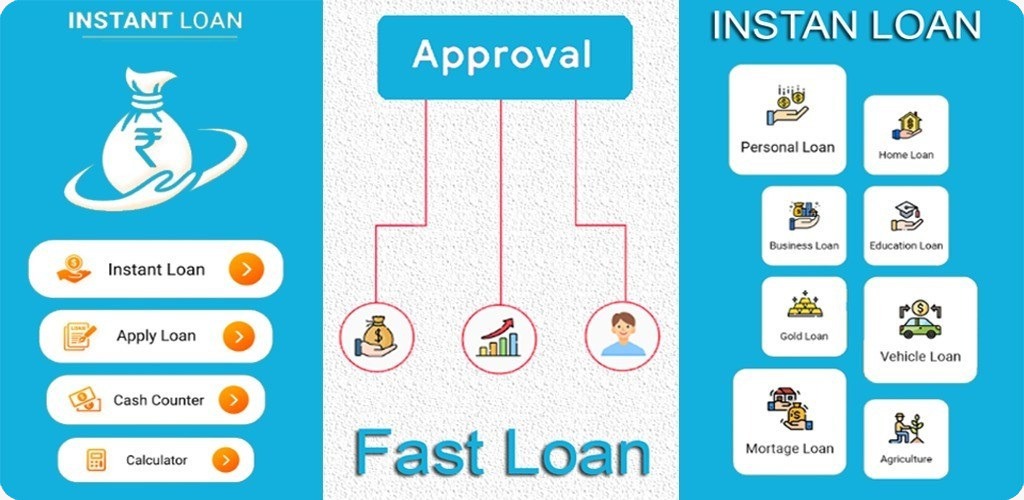 INSTANT LOAN
₹
Instant Loan
LOAN
Apply Loan
Cash Counter
Calculator
Approval
Fast Loan
INSTAN LOAN
Personal Loan
Home Loan
Business Loan
Education Loan
Gold Loan
Vehicle Loan
Mortage Loan
Agriculture